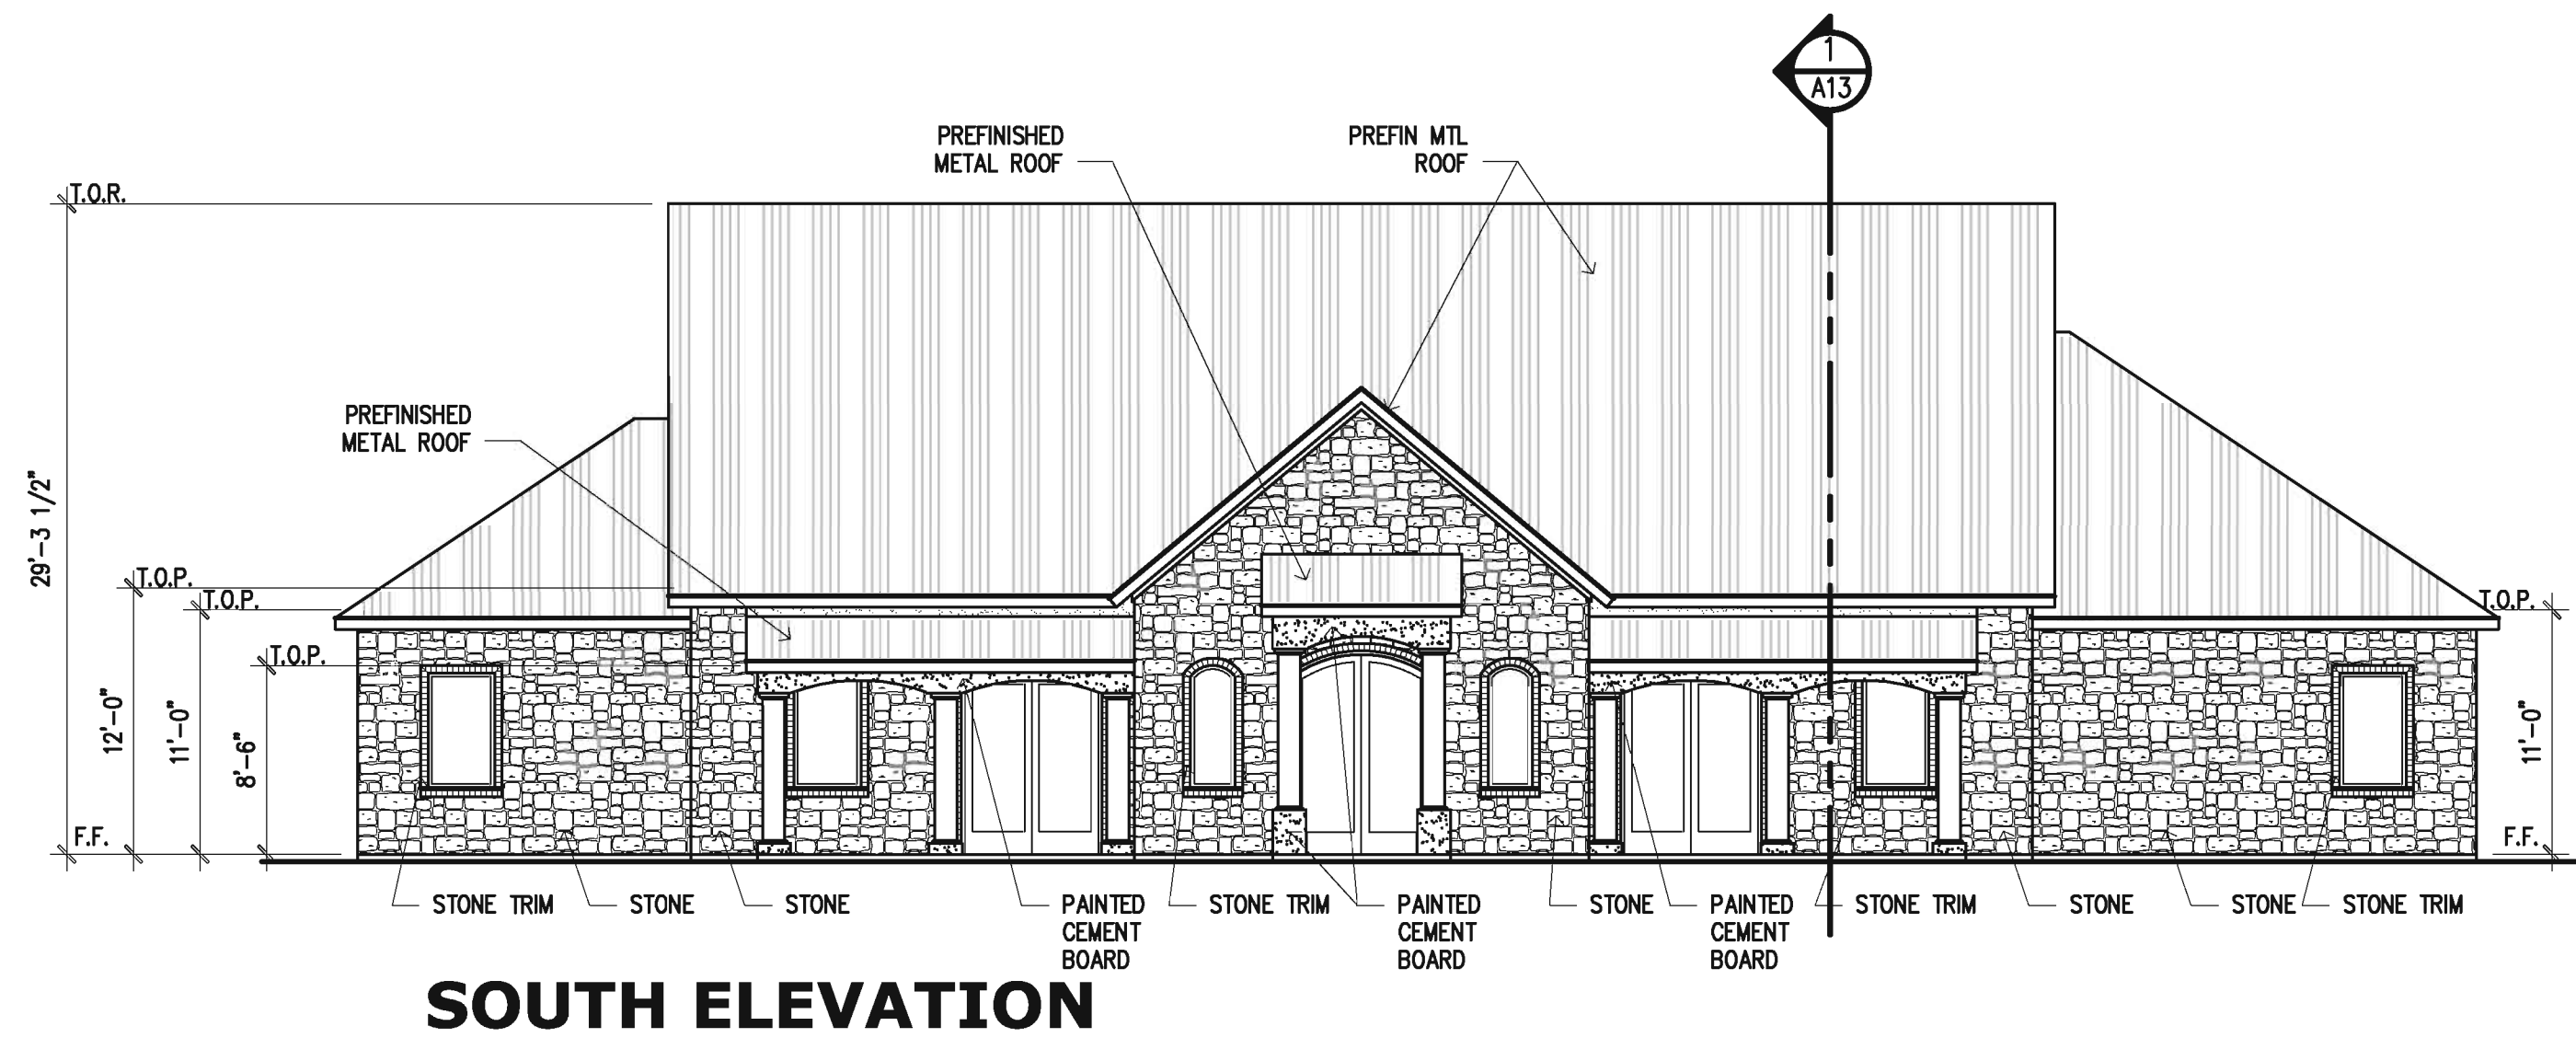 1
A13
PREFINISHED
METAL ROOF
PREFIN MTL
ROOF
T.O.R.
PREFINISHED
METAL ROOF
29'-3 1/2"
T.O.P.
T.O.P.
T.O.P.
T.O.P.
12'-0"
11'-0"
8'-6"
11'-0"
F.F.
F.F.
STONE TRIM
STONE
STONE
PAINTED
CEMENT
BOARD
STONE TRIM
PAINTED
CEMENT
BOARD
STONE
PAINTED
CEMENT
BOARD
STONE TRIM
STONE
STONE
STONE TRIM
SOUTH ELEVATION